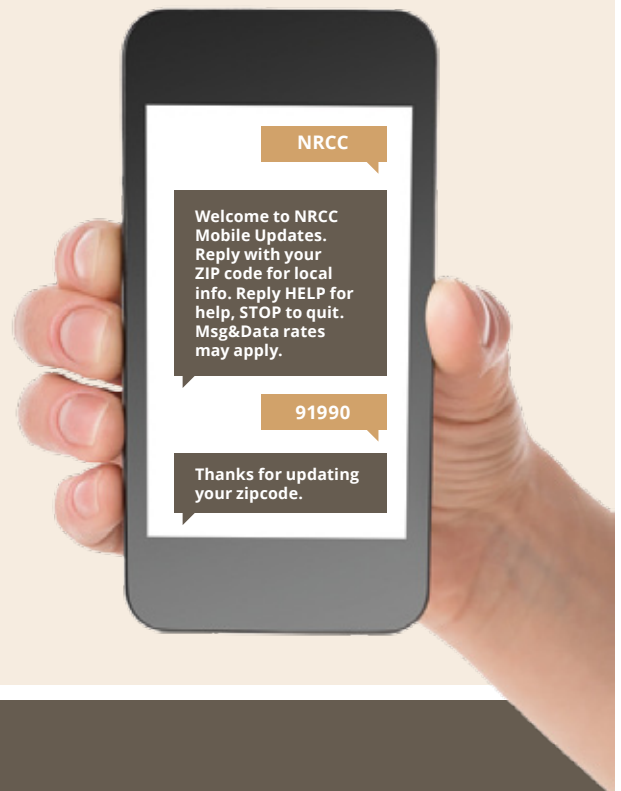 NRCC
Welcome to NRCC
Mobile Updates.
Reply with your
ZIP code for local
info. Reply HELP for
help, STOP to quit.
Msg&Data rates
may apply.
91990
Thanks for updating
your zipcode.